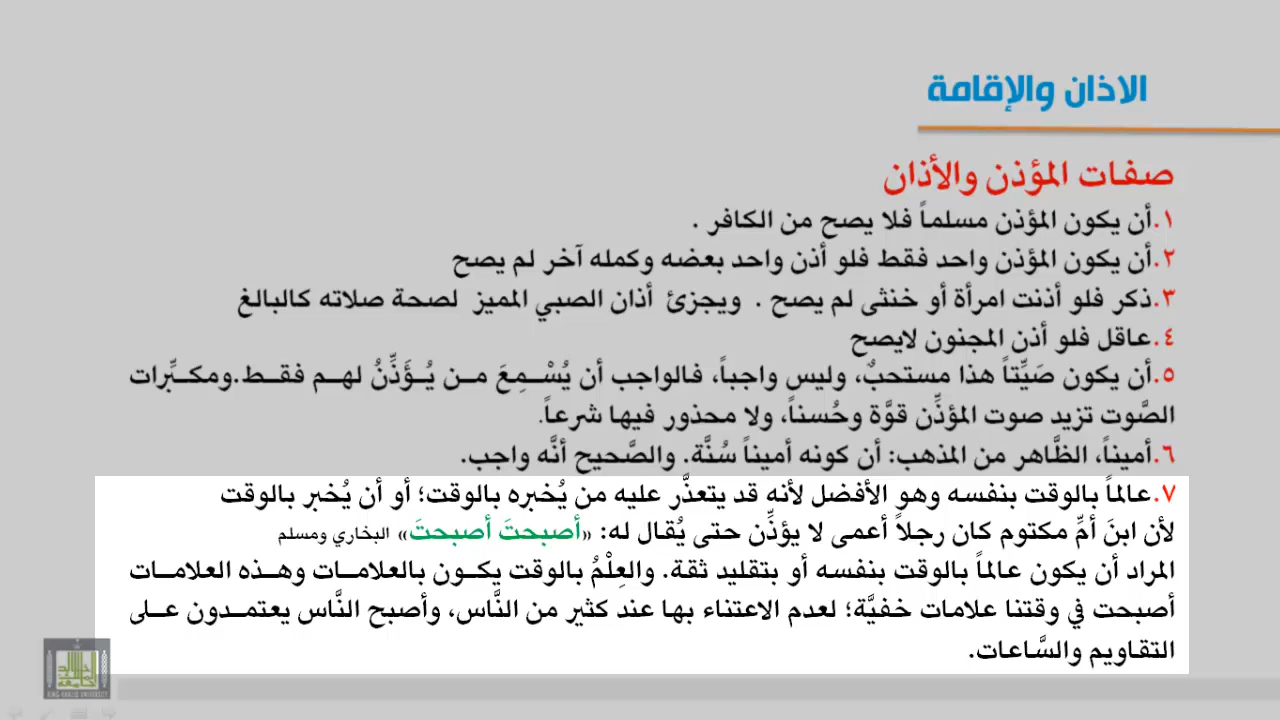 الاذان والإقامة
صفات المؤذن والأذان
١.أن يكون المؤذن مسلماً فلا يصح من الكافر .
٢.أن يكون المؤذن واحد فقط فلو أذن واحد بعضه وكمله آخر لم يصح
٣.ذكر فلو أذنت امرأة أو خنثى لم يصح . ويجزئ أذان الصبي المميز لصحة صلاته كالبالغ
٤.عاقل فلو أذن المجنون لايصح
٥.أن يكون صَيِّتاً هذا مستحبٌ، وليس واجباً، فالواجب أن يُسْمِعَ من يُؤَذِّنُ لهم فقط.ومكبِّرات
الصَّوت تزيد صوت المؤذِّن قوَّة وحُسناً، ولا محذور فيها شرعاً.
٦.أميناً، الظَّاهر من المذهب: أن كونه أميناً سُنَّة. والصَّحيح أنَّه واجب.
٧.عالماً بالوقت بنفسه وهو الأفضل لأنه قد يتعذَّر عليه من يُخبره بالوقت؛ أو أن يُخبر بالوقت
لأن ابنَ أمِّ مكتوم كان رجلاً أعمى لا يؤذِّن حتى يُقال له: «أصبحتَ أصبحتَ» البخاري ومسلم
المراد أن يكون عالماً بالوقت بنفسه أو بتقليد ثقة. والعِلْمُ بالوقت يكون بالعلامات وهذه العلامات
أصبحت في وقتنا علامات خفيَّة؛ لعدم الاعتناء بها عند كثير من النَّاس، وأصبح النَّاس يعتمدون على
التقاويم والسَّاعات.
KING KHALID UNIVERSITY